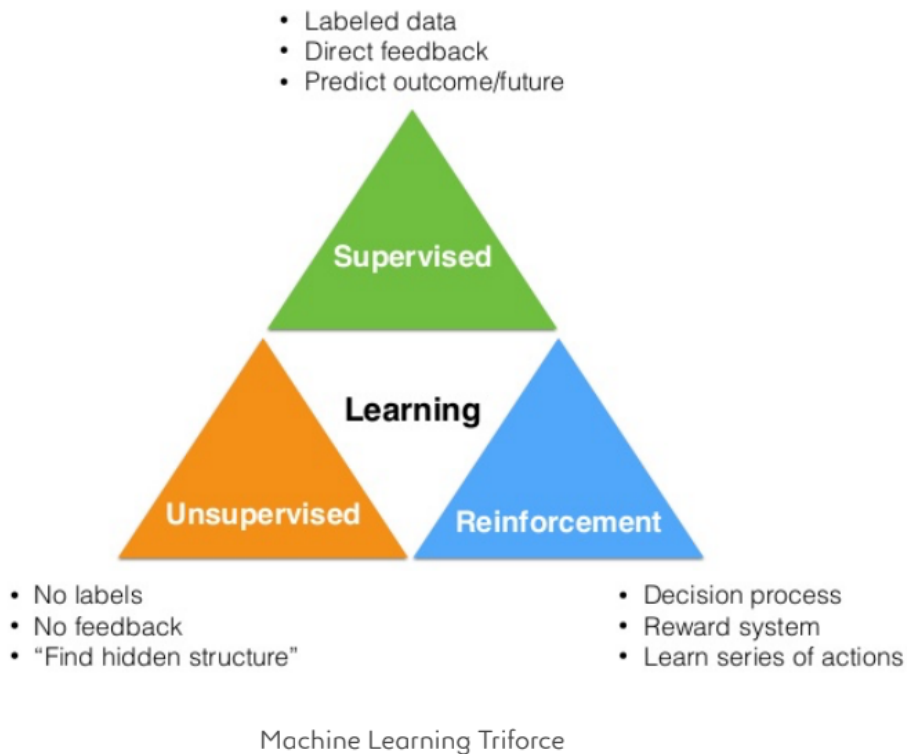 • Labeled data
• Direct feedback
• Predict outcome/future
Supervised
Learning
Unsupervised
Reinforcement
• No labels
• No feedback
• “Find hidden structure”
• Decision process
• Reward system
• Learn series of actions
Machine Learning Triforce